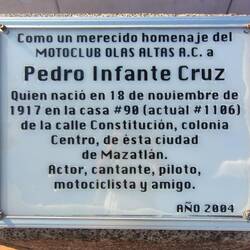 Como un merecido homenaje del
MOTOCLUB OLAS ALTAS A.C. a
Pedro Infante Cruz
Quien nació en 18 de noviembre de
1917 en la casa #90 (actual #1106)
de la calle Constitución, colonia
Centro, de ésta ciudad
de Mazatlán.
Actor, cantante, piloto,
motociclista y amigo.
AÑO 2004